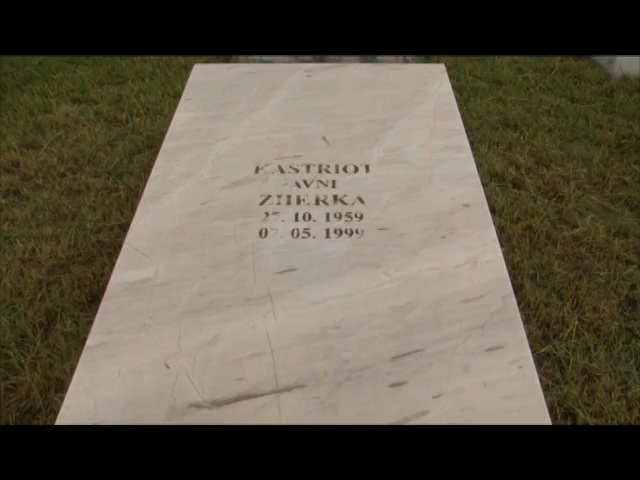 KASTRIOT
AVNI
ZHERKA
27. 10. 1959
07. 05. 1999